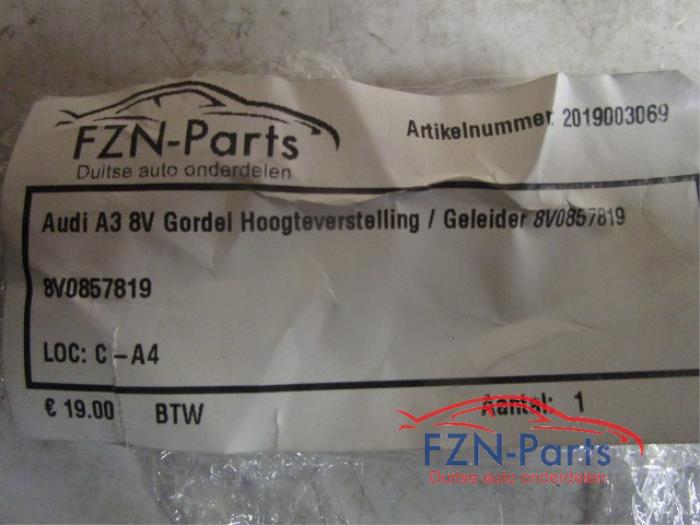 FZN-Parts
Duitse auto onderdelen
Artikelnummer 2019003069
Audi A3 8V Gordel Hoogteverstelling / Geleider 8V0857819
8V0857819
LOC: C-A4
€ 19.00 BTW Aantal: 1
FZN-Parts
Duitse auto onderdelen